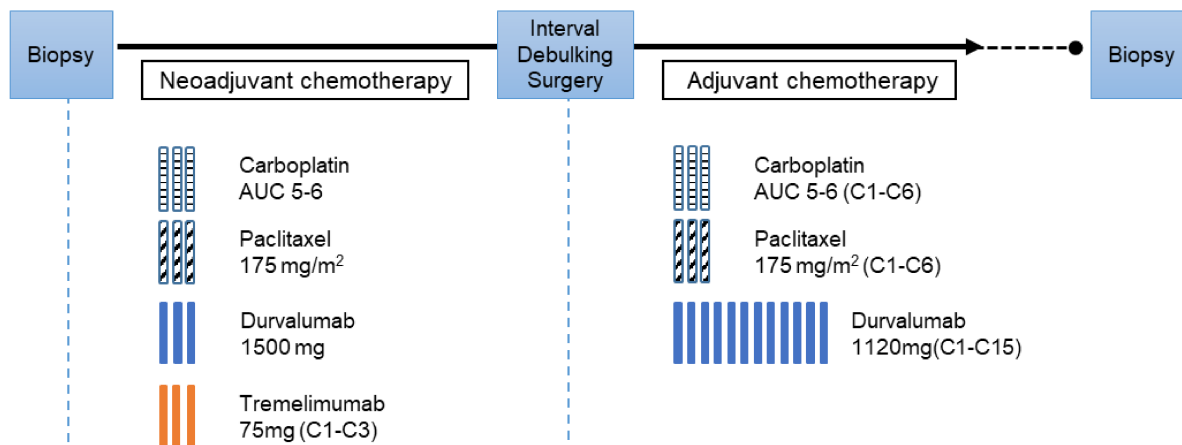 Biopsy
Neoadjuvant chemotherapy
Interval
Debulking
Surgery
Adjuvant chemotherapy
Biopsy
Carboplatin
AUC 5-6
Paclitaxel
175 mg/m²
Durvalumab
1500 mg
Tremelimumab
75mg (C1-C3)
Carboplatin
AUC 5-6 (C1-C6)
Paclitaxel
175 mg/m² (C1-C6)
Durvalumab
1120mg(C1-C15)